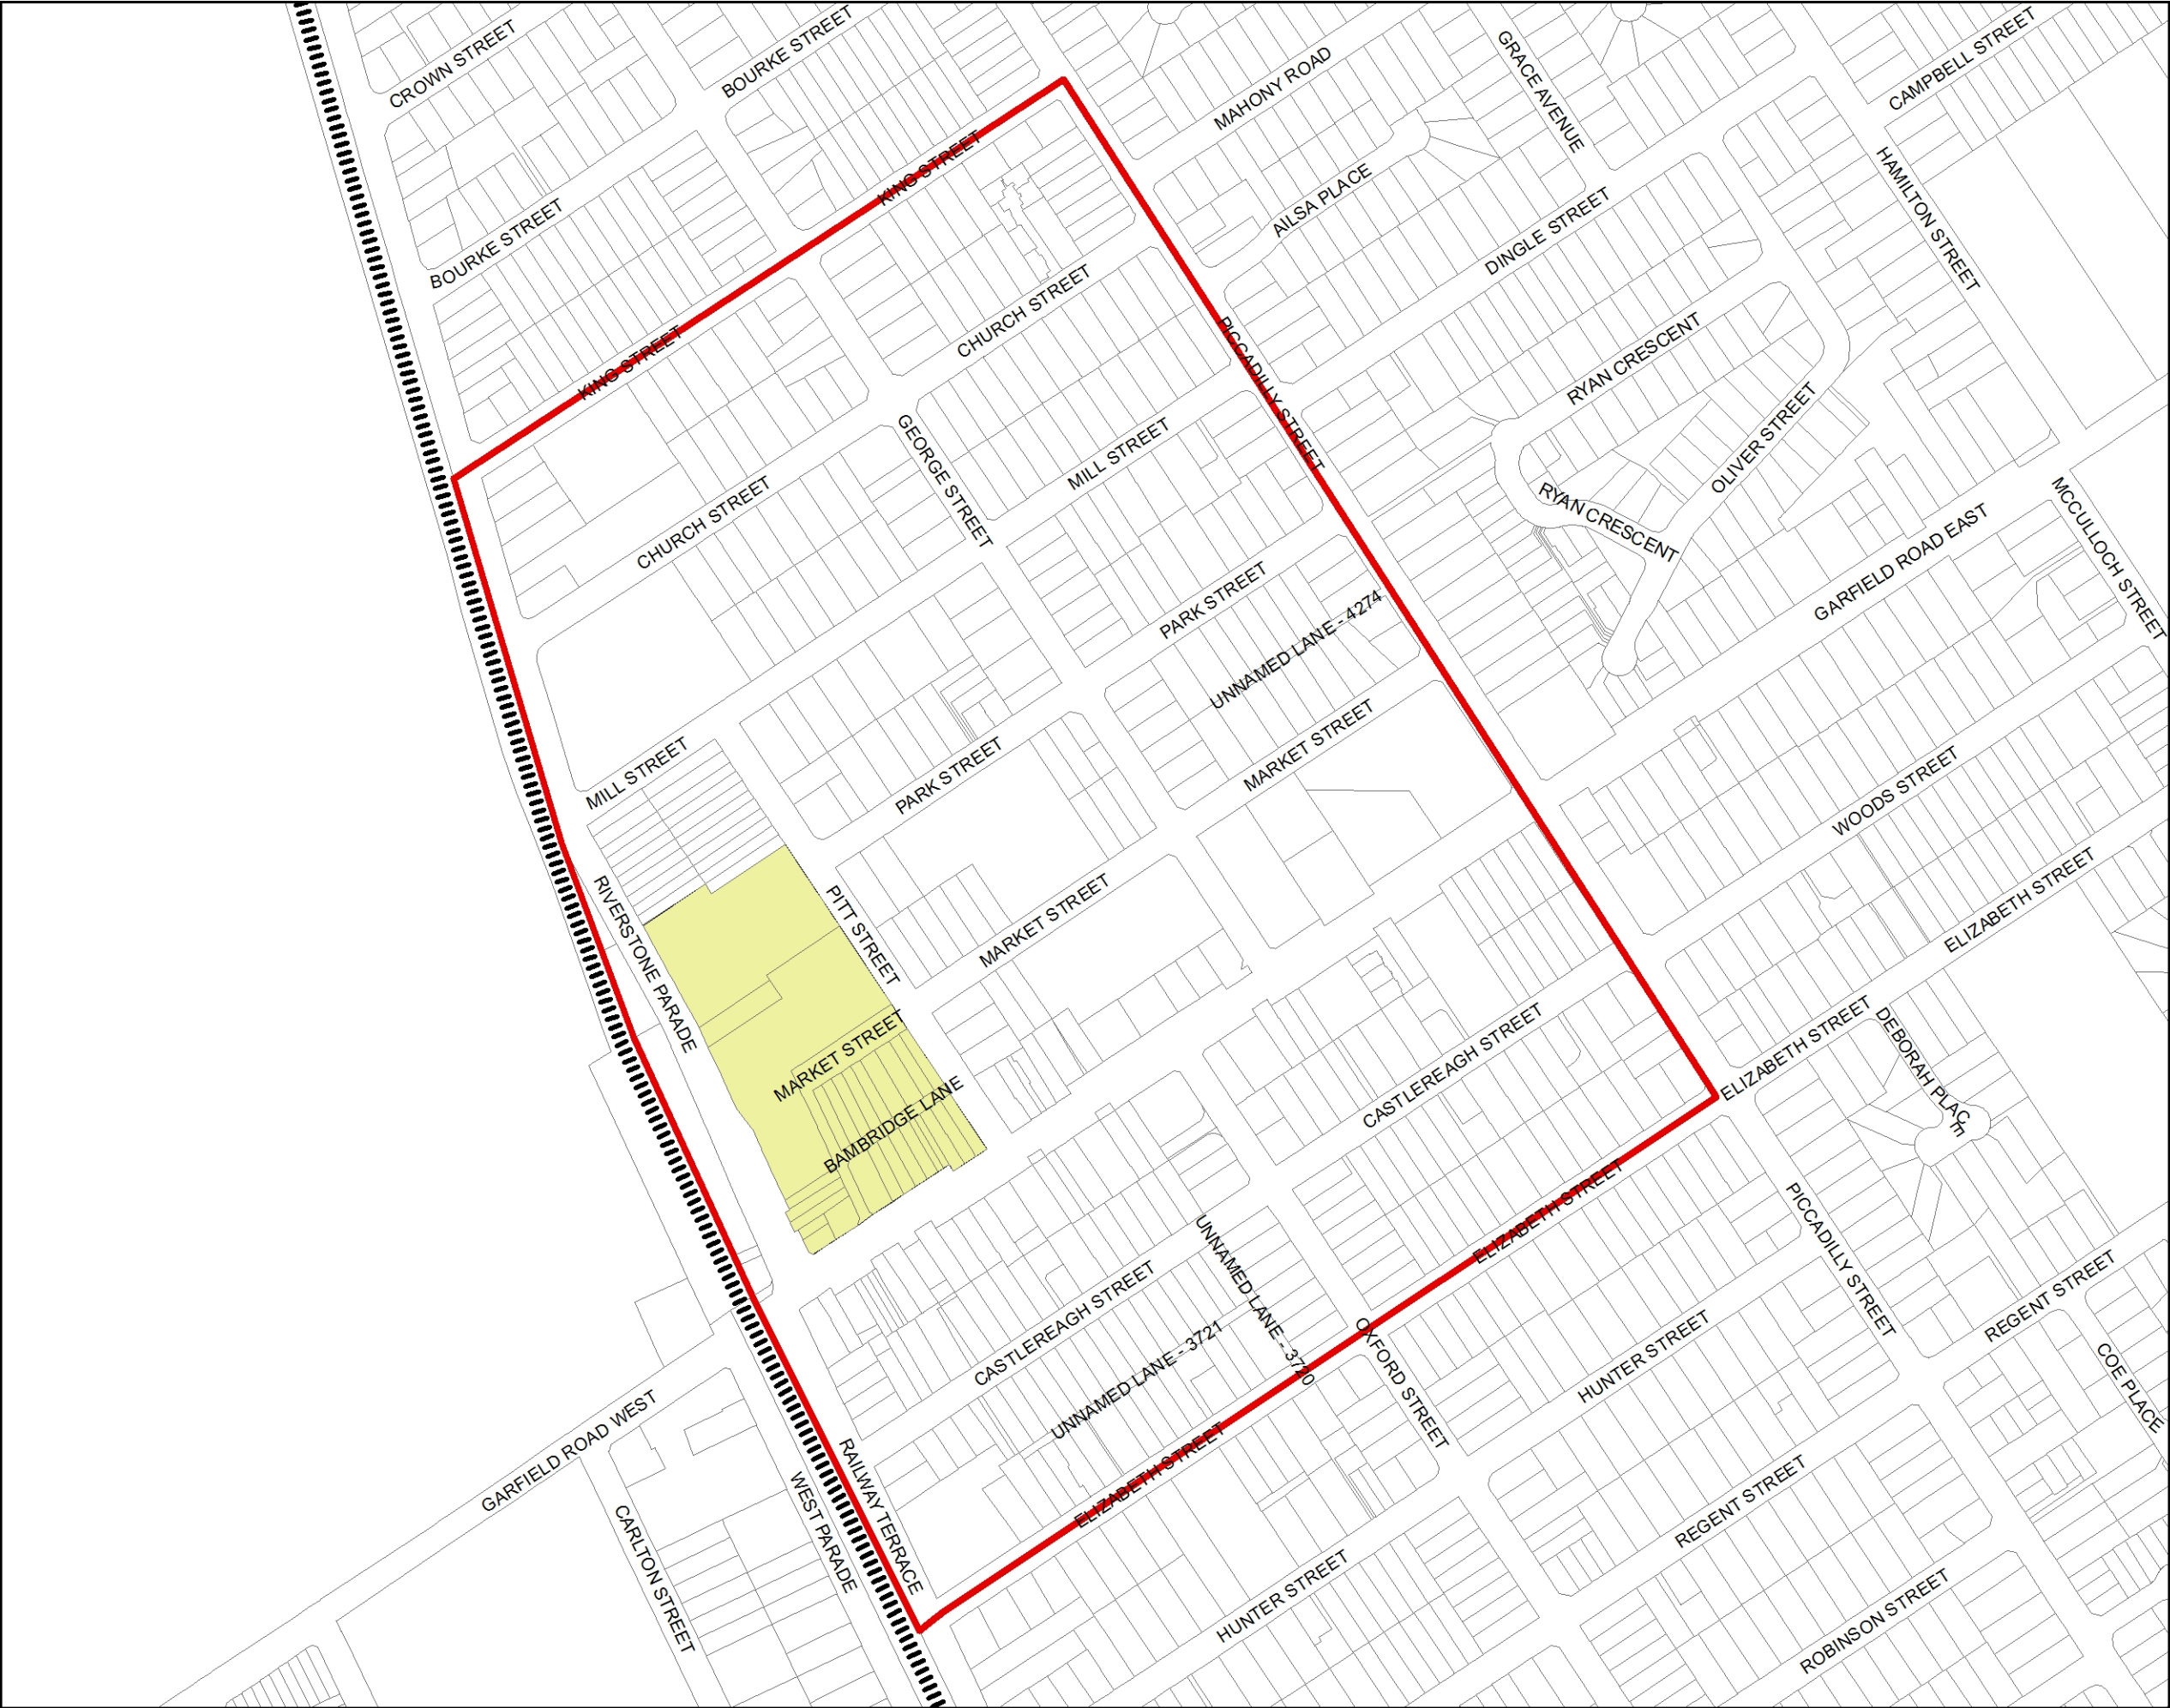 CROWN STREET
BOURKE STREET
CAMPBELL STREET
GRACE AVENUE
MAHONY ROAD
KING STREET
AILSA PLACE
HAMILTON STREET
BOURKE STREET
DINGLE STREET
CHURCH STREET
KING STREET
PICCADILLY STREET
RYAN CRESCENT
OLIVER STREET
GEORGE STREET
MILL STREET
CHURCH STREET
RYAN CRESCENT
MCCULLOCH STREET
GARFIELD ROAD EAST
PARK STREET
UNNAMED LANE - 4274
MARKET STREET
MILL STREET
PARK STREET
WOODS STREET
ELIZABETH STREET
RIVERSTONE PARADE
PITT STREET
MARKET STREET
MARKET STREET
BAMBRIDGE LANE
CASTLEREAGH STREET
ELIZABETH STREET
DEBORAH PLACE
ELIZABETH STREET
PICCADILLY STREET
UNNAMED LANE - 3720
CASTLEREAGH STREET
UNNAMED LANE - 3721
OXFORD STREET
HUNTER STREET
REGENT STREET
COE PLACE
GARFIELD ROAD WEST
ELIZABETH STREET
RAILWAY TERRACE
WEST PARADE
CARLTON STREET
REGENT STREET
HUNTER STREET
ROBINSON STREET